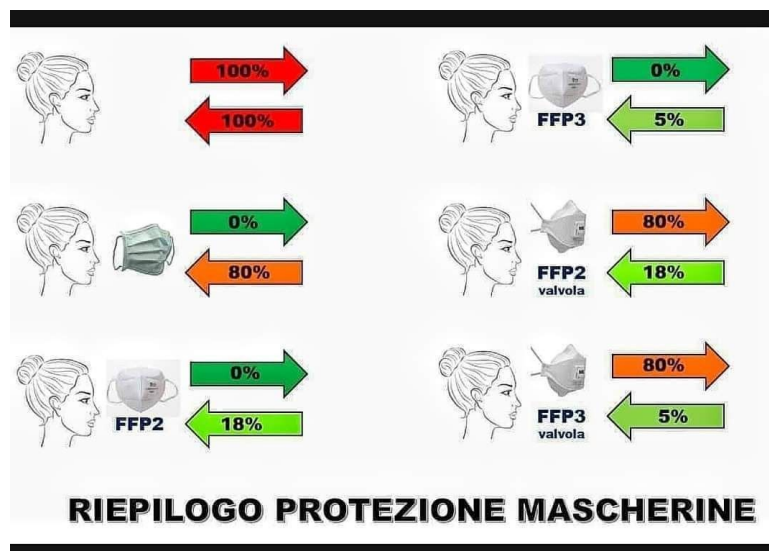 100%
100%
0%
80%
FFP2
0%
18%
FFP3
0%
5%
FFP2
valvola
80%
18%
FFP3
valvola
80%
5%
RIEPILOGO PROTEZIONE MASCHERINE